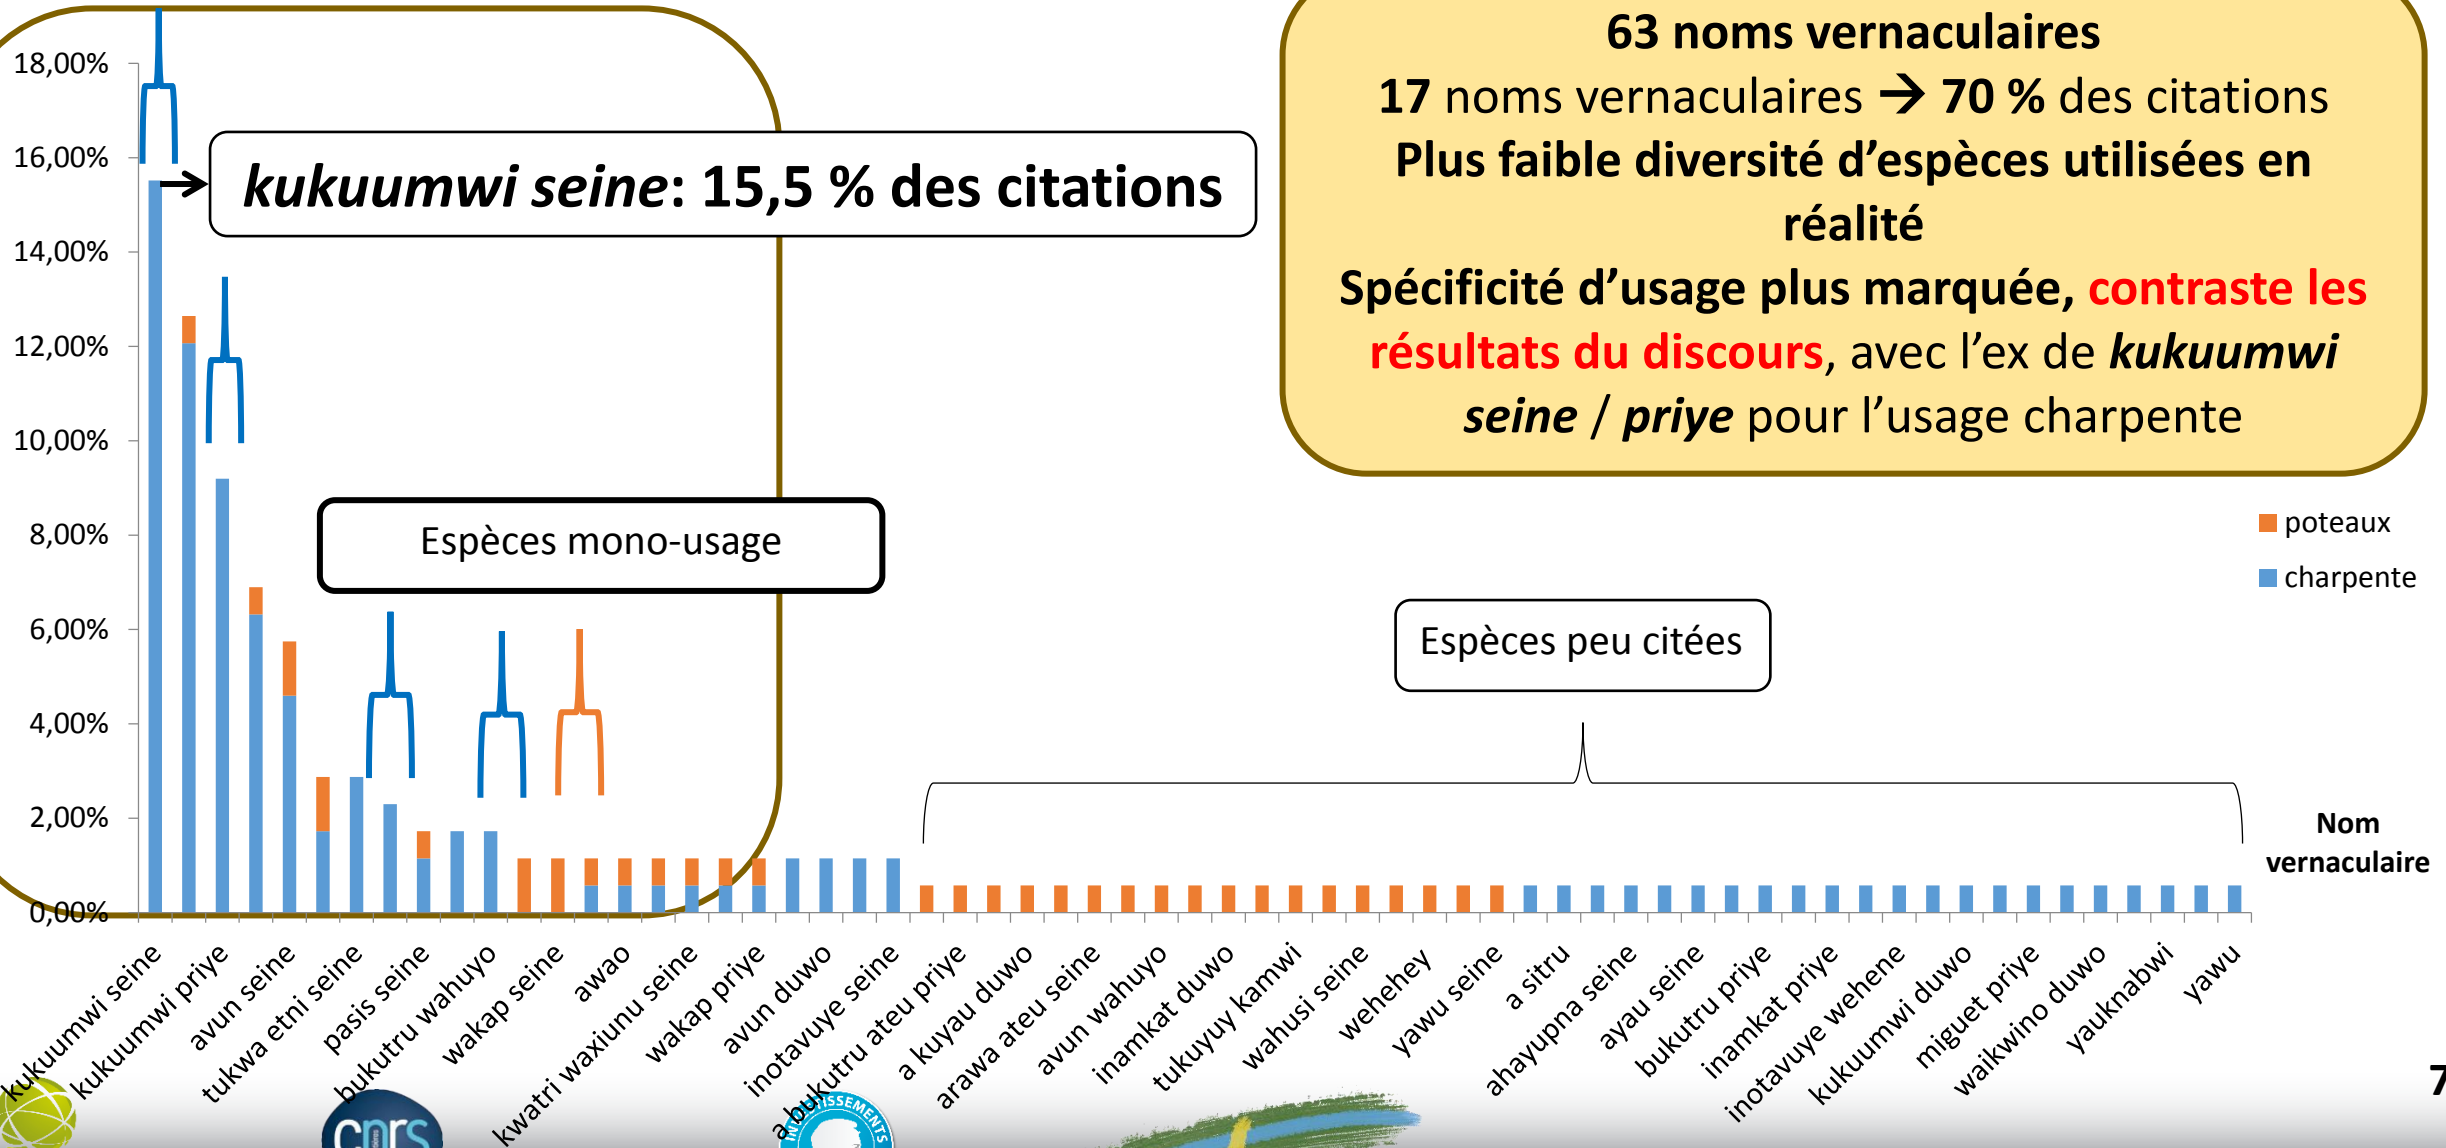 63 noms vernaculaires
17 noms vernaculaires → 70 % des citations
Plus faible diversité d’espèces utilisées en
réalité
Spécificité d’usage plus marquée, contraste les
résultats du discours, avec l’ex de kukuumwi
seine / priye pour l’usage charpente
18,00%
16,00%
14,00%
12,00%
10,00%
8,00%
6,00%
4,00%
2,00%
0,00%
kukuumwi seine: 15,5 % des citations
Espèces mono-usage
poteaux
charpente
Espèces peu citées
Nom
vernaculaire
kukuumwi seine
kukuumwi priye
avun seine
tukwa etni seine
pasis seine
bukutru wahuyo
wakap seine
awao
kwatri waxiunu seine
wakap priye
avun duwo
inotavuye seine
a bukutru ateu priye
a kuyau duwo
arawa ateu seine
avun wahuyo
inamkat duwo
tukuyuy kamwi
wahusi seine
wehehey
yawu seine
a sitru
ahayupna seine
ayau seine
bukutru priye
inamkat priye
inotavuye wehene
kukuumwi duwo
miguet priye
waikwino duwo
yauknabwi
yawu
7
cnrs